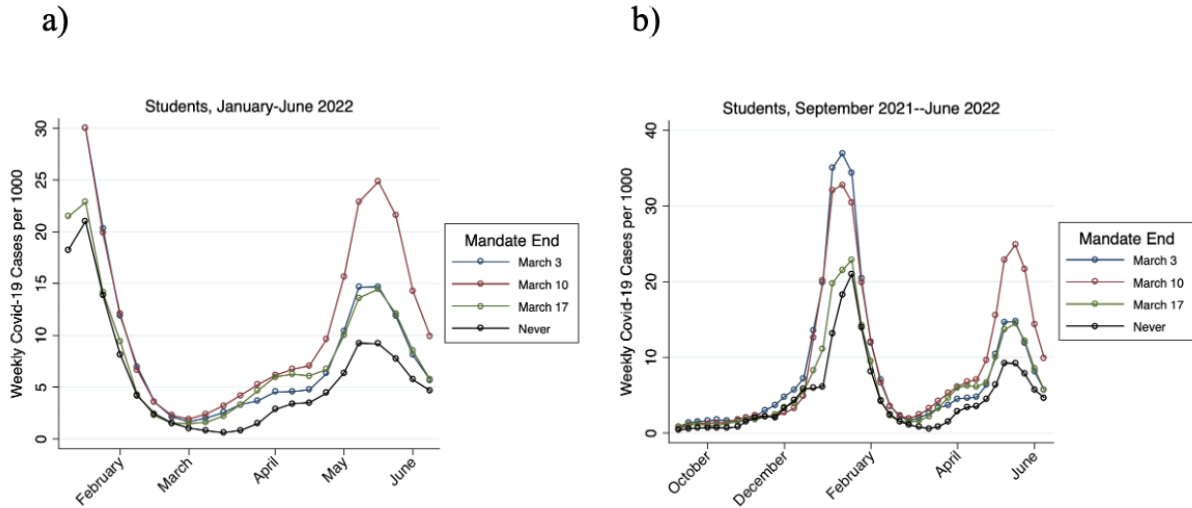 a)
Students, January-June 2022
Weekly Covid-19 Cases per 1000
30
25
20
15
10
5
0
February
March
April
May
June
Mandate End
March 3
March 10
March 17
Never
b)
Students, September 2021--June 2022
Weekly Covid-19 Cases per 1000
40
30
20
10
0
October
December
February
April
June
Mandate End
March 3
March 10
March 17
Never